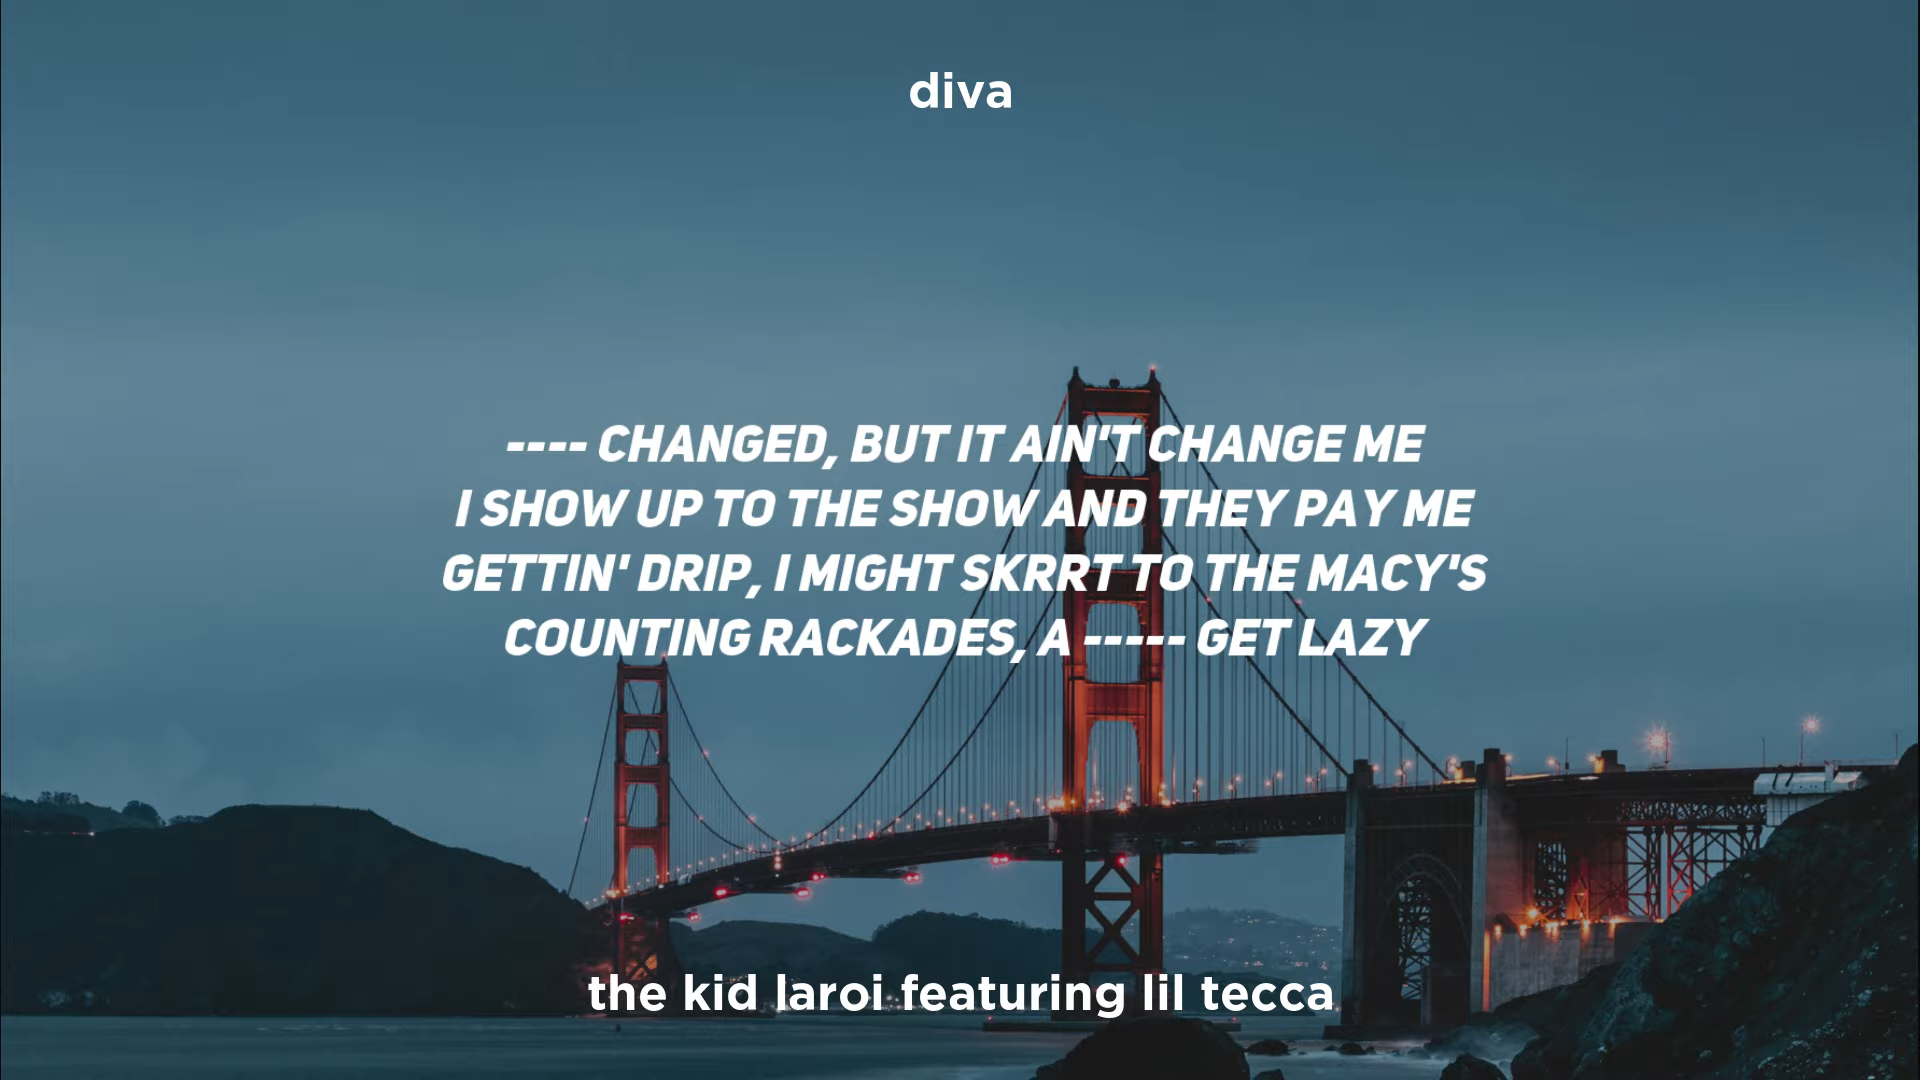 diva
---- CHANGED, BUT IT AIN'T CHANGE ME
I SHOW UP TO THE SHOW AND THEY PAY ME
GETTIN' DRIP, I MIGHT SKRRT TO THE MACY'S
COUNTING RACKADES, A ----- GET LAZY
the kid laroi featuring lil tecca